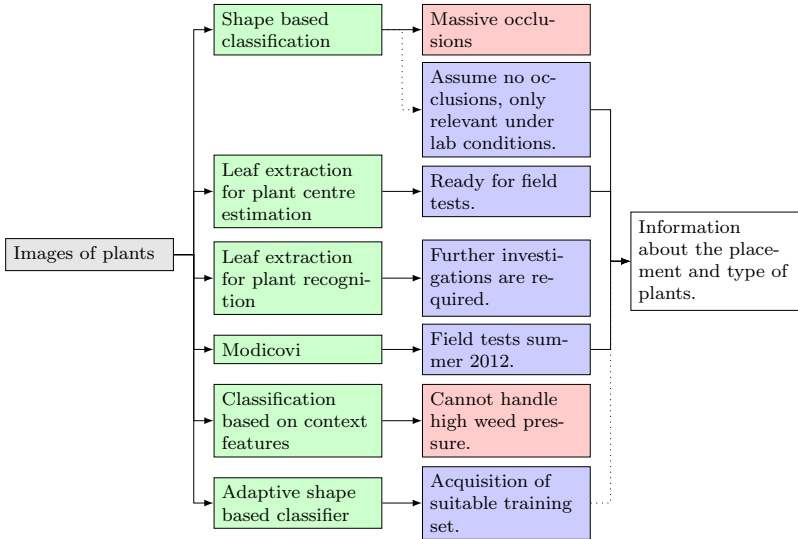 Shape based
classification
Massive occlu-
sions
Assume no oc-
clusions, only
relevant under
lab conditions.
Leaf extraction
for plant centre
estimation
Ready for field
tests.
Information
about the place-
ment and type of
plants.
Images of plants
Leaf extraction
for plant recogni-
tion
Further investi-
gations are re-
quired.
Modicovi
Field tests sum-
mer 2012.
Classification
based on context
features
Cannot handle
high weed pres-
sure.
Adaptive shape
based classifier
Acquisition of
suitable training
set.